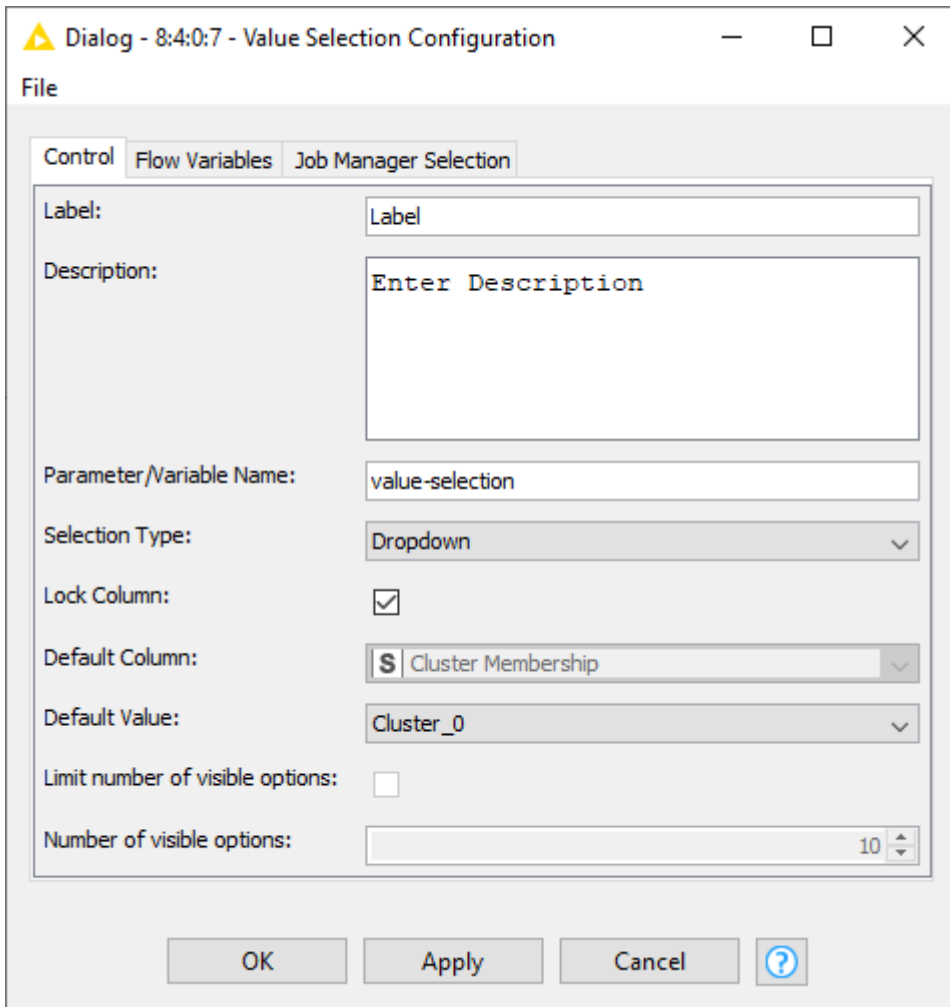 Dialog - 8:4:0:7 - Value Selection Configuration
File
Control Flow Variables Job Manager Selection
Label: Label
Description: Enter Description
Parameter/Variable Name: value-selection
Selection Type: Dropdown
Lock Column:
Default Column: S Cluster Membership
Default Value: Cluster_0
Limit number of visible options:
Number of visible options: 10
OK Apply Cancel ?